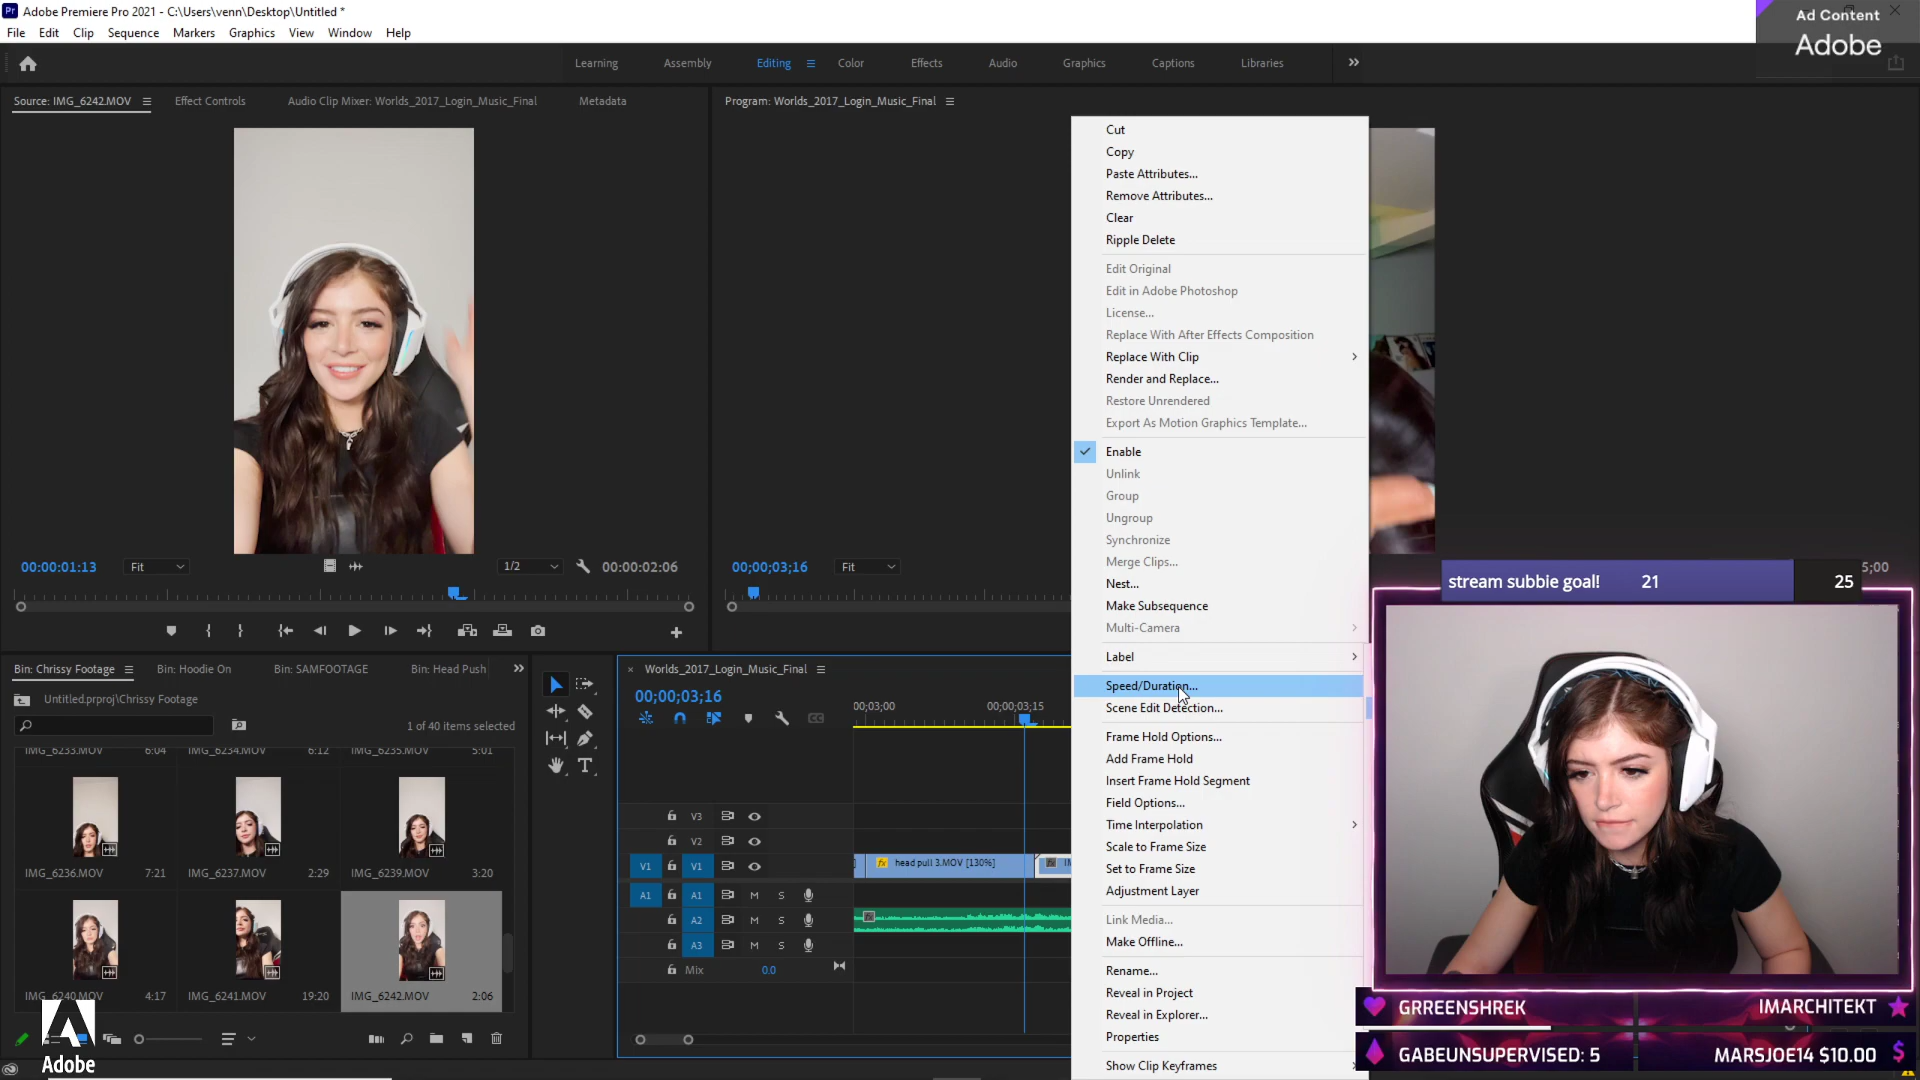 Adobe Premiere Pro 2021 - C:\Users\venn\Desktop\Untitled *
File Edit Clip Sequence Markers Graphics View Window Help
Ad Content
Adobe
Learning Assembly Editing Color Effects Audio Graphics Captions Libraries
Source: IMG_6242.MOV Effect Controls Audio Clip Mixer: Worlds_2017_Login_Music_Final Metadata
Program: Worlds_2017_Login_Music_Final
Cut
Copy
Paste Attributes...
Remove Attributes...
Clear
Ripple Delete
Edit Original
Edit in Adobe Photoshop
License...
Replace With After Effects Composition
Replace With Clip
Render and Replace...
Restore Unrendered
Export As Motion Graphics Template...
Enable
Unlink
Group
Ungroup
Synchronize
Merge Clips...
Nest...
Make Subsequence
Multi-Camera
Label
Speed/Duration...
Scene Edit Detection...
Frame Hold Options...
Add Frame Hold
Insert Frame Hold Segment
Field Options...
Time Interpolation
Scale to Frame Size
Set to Frame Size
Adjustment Layer
Link Media...
Make Offline...
Rename...
Reveal in Project
Reveal in Explorer...
Properties
Show Clip Keyframes
00:00:01:13 Fit 1/2 00:00:02:06
00;00;03;16 Fit
5;00
stream subbie goal! 21 25
Bin: Chrissy Footage Bin: Hoodie On Bin: SAMFOOTAGE Bin: Head Push
Untitled.prproj\Chrissy Footage
1 of 40 items selected
IMG_6233.MOV 6:04 IMG_6234.MOV 6:12 IMG_6235.MOV 5:01
IMG_6236.MOV 7:21 IMG_6237.MOV 2:29 IMG_6239.MOV 3:20
IMG_6240.MOV 4:17 IMG_6241.MOV 19:20 IMG_6242.MOV 2:06
Worlds_2017_Login_Music_Final
00;00;03;16
00;03;00 00;00;03;15
V3
V2
V1 V1 head pull 3.MOV [130%] IM
A1 A1 M S
A2 M S
A3 M S
Mix 0.0
Adobe
GRREENSHREK IMARCHITEKT
GABEUNSUPERVISED: 5 MARSJOE14 $10.00